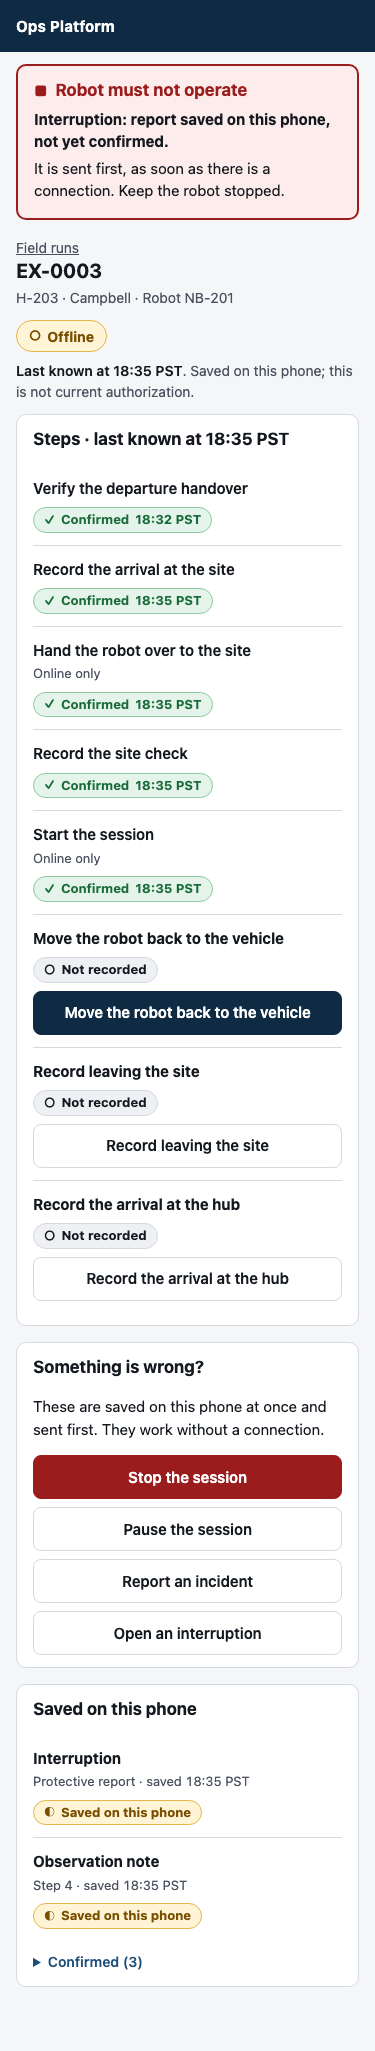 Ops Platform
Robot must not operate
Interruption: report saved on this phone,
not yet confirmed.
It is sent first, as soon as there is a
connection. Keep the robot stopped.
Field runs
EX-0003
H-203 · Campbell · Robot NB-201
Offline
Last known at 18:35 PST. Saved on this phone; this
is not current authorization.
Steps · last known at 18:35 PST
Verify the departure handover
✓ Confirmed 18:32 PST
Record the arrival at the site
✓ Confirmed 18:35 PST
Hand the robot over to the site
Online only
✓ Confirmed 18:35 PST
Record the site check
✓ Confirmed 18:35 PST
Start the session
Online only
✓ Confirmed 18:35 PST
Move the robot back to the vehicle
Not recorded
Move the robot back to the vehicle
Record leaving the site
Not recorded
Record leaving the site
Record the arrival at the hub
Not recorded
Record the arrival at the hub
Something is wrong?
These are saved on this phone at once and
sent first. They work without a connection.
Stop the session
Pause the session
Report an incident
Open an interruption
Saved on this phone
Interruption
Protective report · saved 18:35 PST
Saved on this phone
Observation note
Step 4 · saved 18:35 PST
Saved on this phone
Confirmed (3)